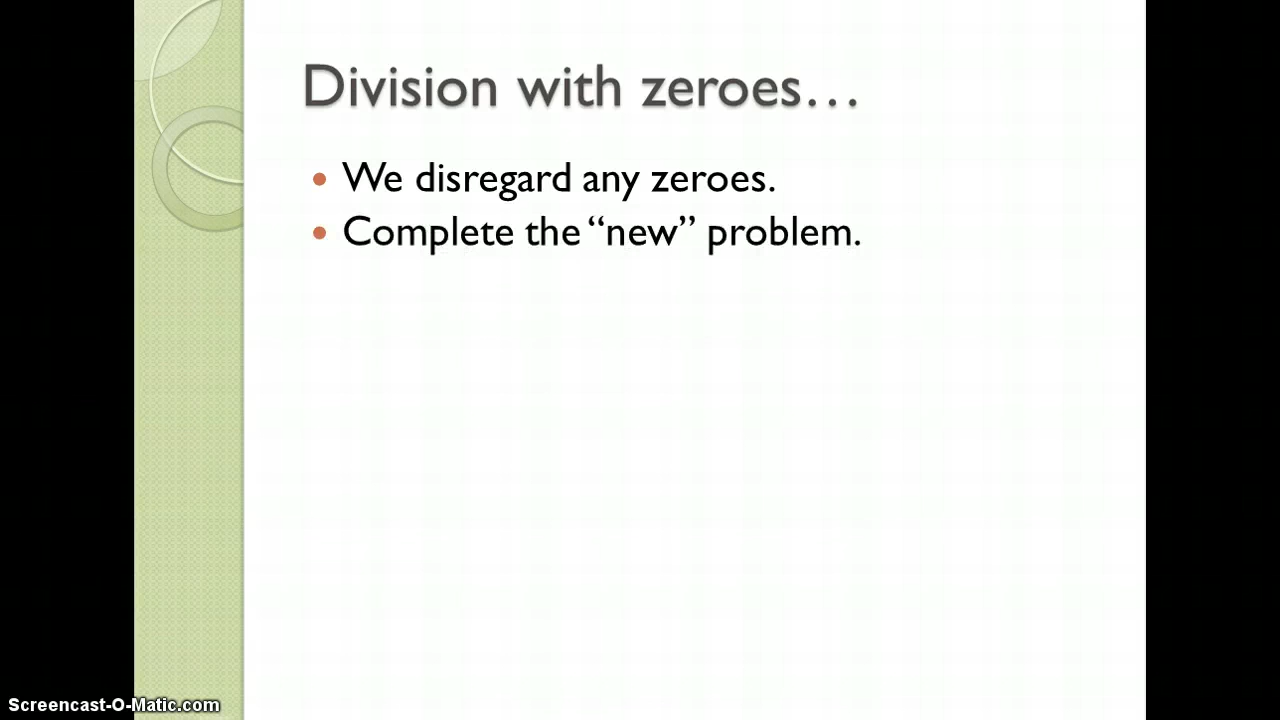 Division with zeroes…
We disregard any zeroes.
Complete the “new” problem.
Screencast-O-Matic.com